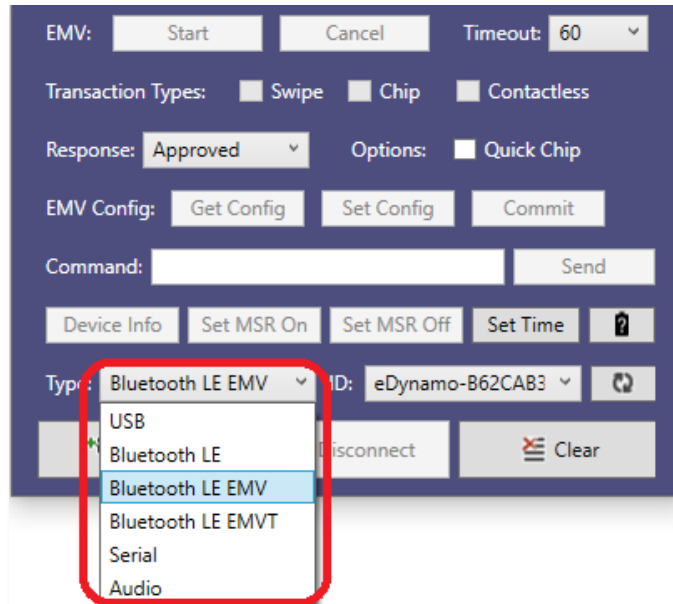 EMV: Start Cancel Timeout: 60
Transaction Types: Swipe Chip Contactless
Response: Approved Options: Quick Chip
EMV Config: Get Config Set Config Commit
Command: Send
Device Info Set MSR On Set MSR Off Set Time
Type: Bluetooth LE EMV ID: eDynamo-B62CAB3
USB
Bluetooth LE
Disconnect Clear
Bluetooth LE EMV
Bluetooth LE EMVT
Serial
Audio